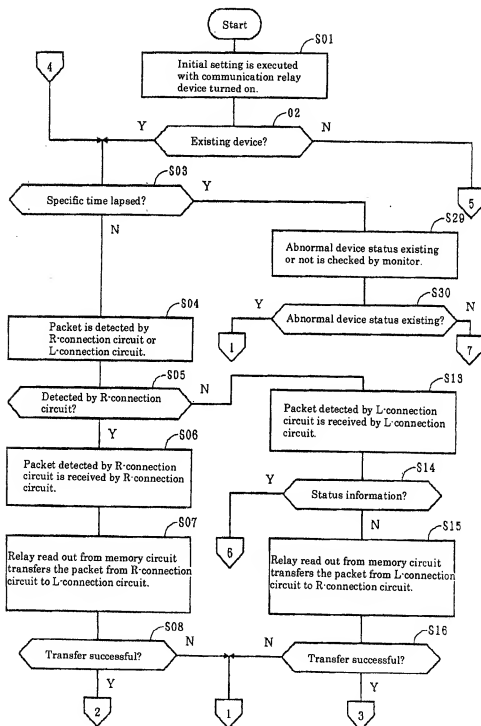 Start
S01
Initial setting is executed
with communication relay
device turned on.
4
02
Y
Existing device?
N
S03
Specific time lapsed?
Y
5
N
S29
Abnormal device status existing
or not is checked by monitor.
S04
Packet is detected by
R-connection circuit or
L-connection circuit.
S30
Y
Abnormal device status existing?
N
1
7
S05
Detected by R-connection
circuit?
N
Y
S13
Packet detected by L-connection
circuit is received by L-connection
circuit.
S06
Packet detected by R-connection
circuit is received by R-connection
circuit.
S14
Y
Status information?
N
6
S07
Relay read out from memory circuit
transfers the packet from R-connection
circuit to L-connection circuit.
S15
Relay read out from memory circuit
transfers the packet from L-connection
circuit to R-connection circuit.
S08
Transfer successful?
N
Y
S16
N
Transfer successful?
Y
2
1
3